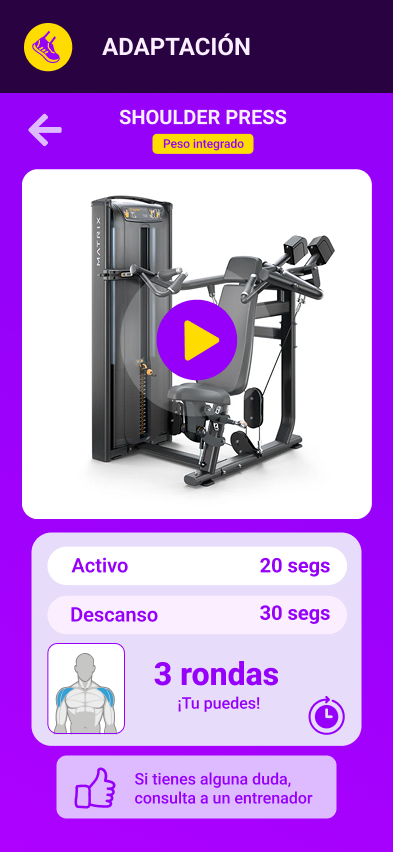 ADAPTACIÓN
SHOULDER PRESS
Peso integrado
MATRIX
Activo 20 segs
Descanso 30 segs
3 rondas
¡Tu puedes!
Si tienes alguna duda,
consulta a un entrenador